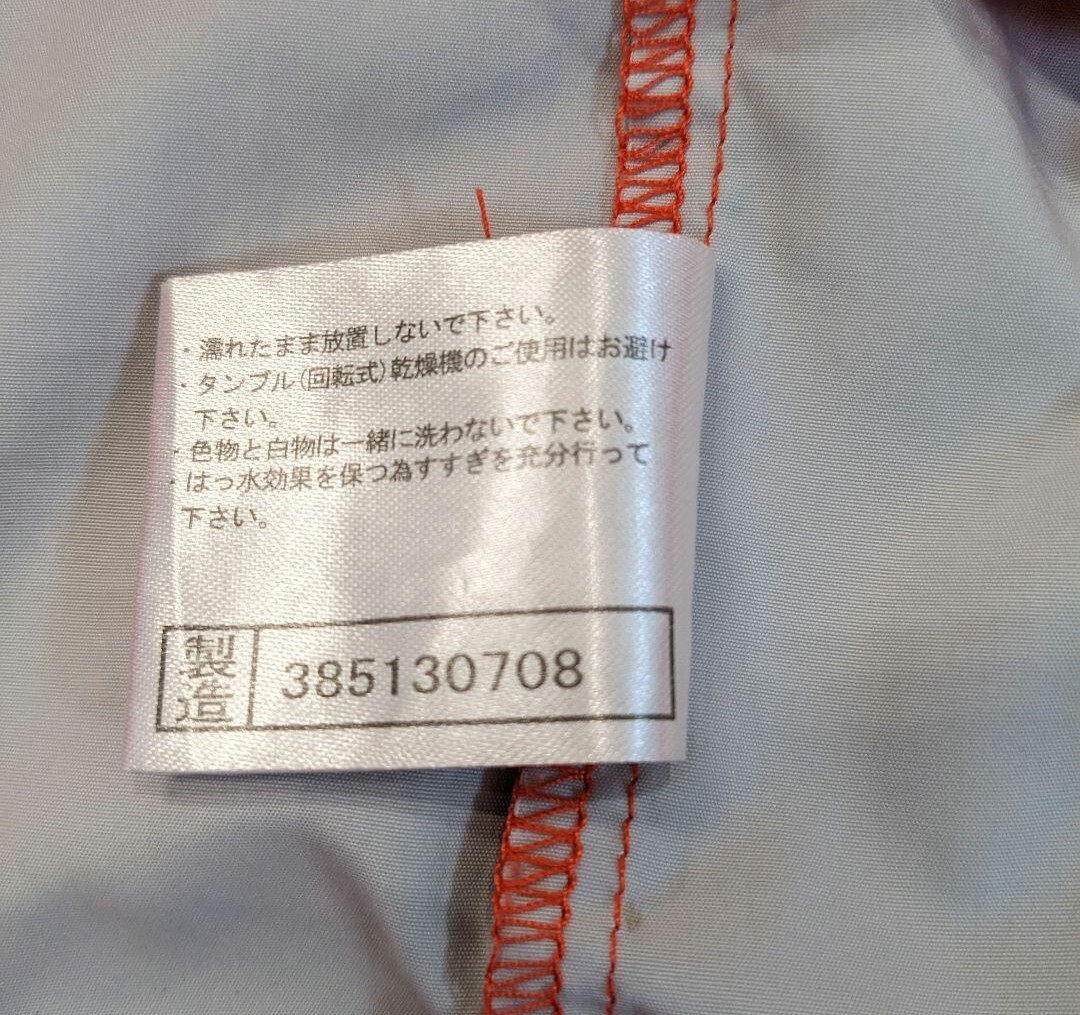 ・濡れたまま放置しないで下さい。
・タンブル(回転式)乾燥機のご使用はお避け
下さい。
・色物と白物は一緒に洗わないで下さい。
・はっ水効果を保つ為すすぎを充分行って
下さい。
製造 385130708